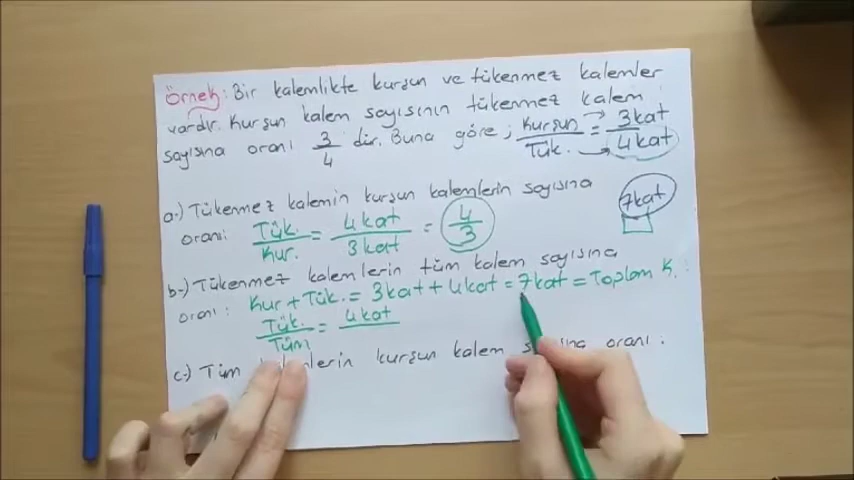 Örnek: Bir kalemlikte kurşun ve tükenmez kalemler
vardır. Kurşun kalem sayısının tükenmez kalem
sayısına oranı 3/4 dir. Buna göre; Kurşun/Tük. = 3kat/4kat
a-) Tükenmez kalemin kurşun kalemlerin sayısına
oranı: Tük./Kur. = 4kat/3kat = 4/3
7kat
b-) Tükenmez kalemlerin tüm kalem sayısına
oranı: Kur + Tük. = 3kat + 4kat = 7kat = Toplam K.
Tük./Tüm = 4kat
c-) Tüm kurşun kalem oranı: